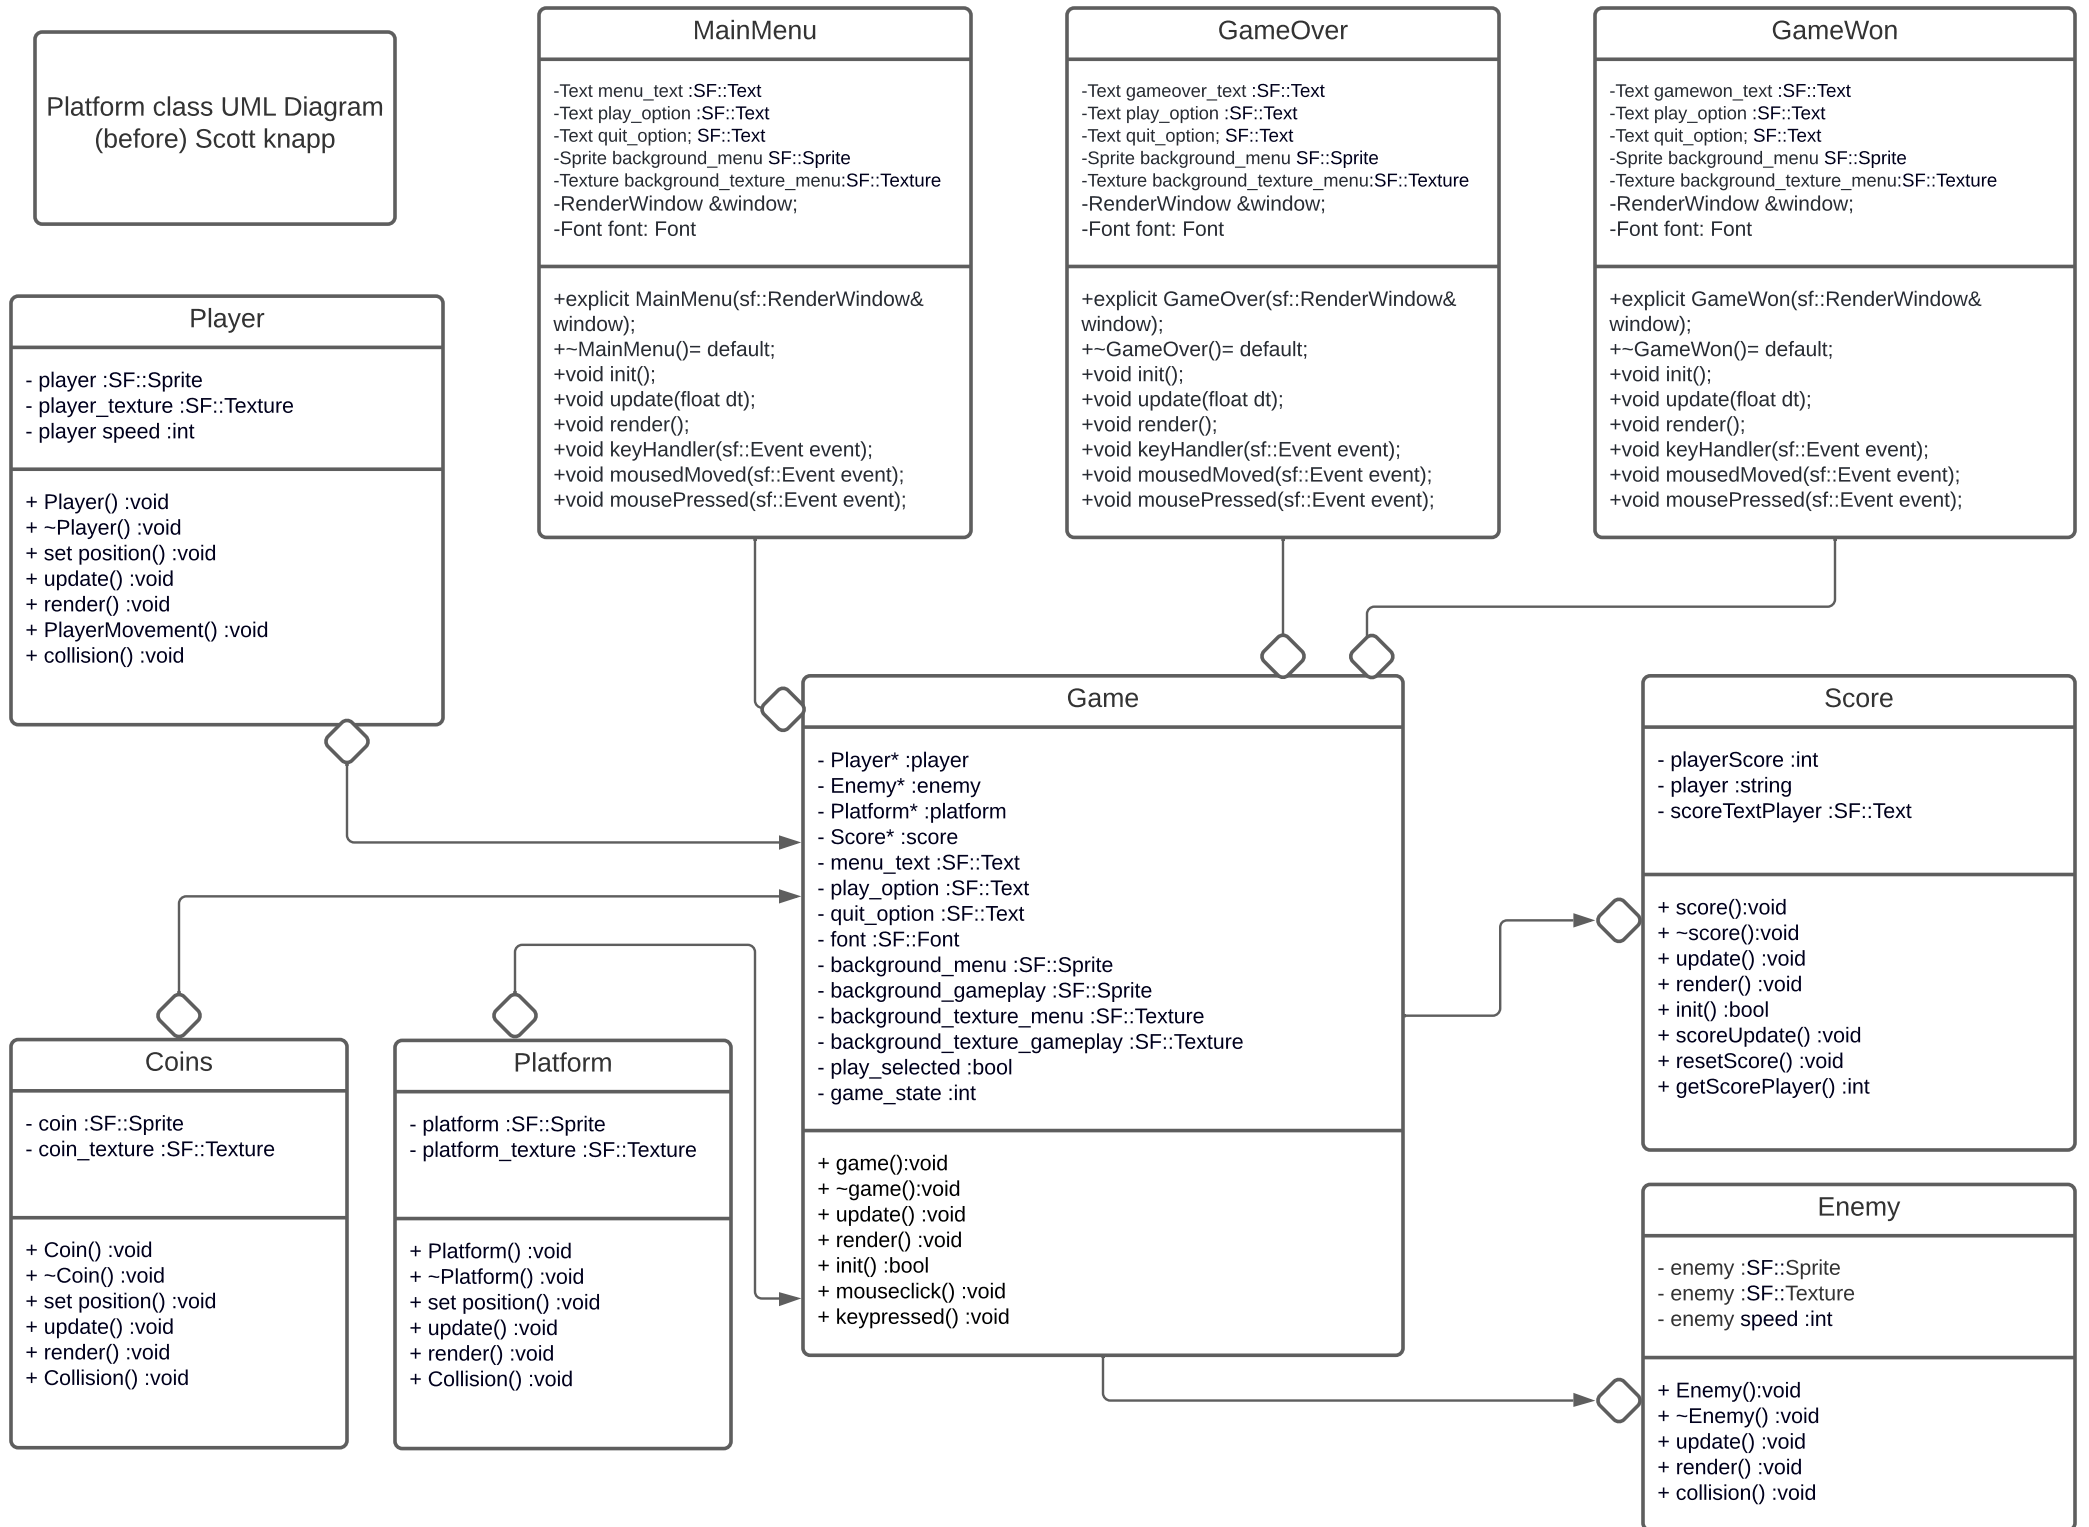 Platform class UML Diagram
(before) Scott knapp
MainMenu
-Text menu_text :SF::Text
-Text play_option :SF::Text
-Text quit_option; SF::Text
-Sprite background_menu SF::Sprite
-Texture background_texture_menu:SF::Texture
-RenderWindow &window;
-Font font: Font
+explicit MainMenu(sf::RenderWindow&
window);
+~MainMenu()= default;
+void init();
+void update(float dt);
+void render();
+void keyHandler(sf::Event event);
+void mousedMoved(sf::Event event);
+void mousePressed(sf::Event event);
GameOver
-Text gameover_text :SF::Text
-Text play_option :SF::Text
-Text quit_option; SF::Text
-Sprite background_menu SF::Sprite
-Texture background_texture_menu:SF::Texture
-RenderWindow &window;
-Font font: Font
+explicit GameOver(sf::RenderWindow&
window);
+~GameOver()= default;
+void init();
+void update(float dt);
+void render();
+void keyHandler(sf::Event event);
+void mousedMoved(sf::Event event);
+void mousePressed(sf::Event event);
GameWon
-Text gamewon_text :SF::Text
-Text play_option :SF::Text
-Text quit_option; SF::Text
-Sprite background_menu SF::Sprite
-Texture background_texture_menu:SF::Texture
-RenderWindow &window;
-Font font: Font
+explicit GameWon(sf::RenderWindow&
window);
+~GameWon()= default;
+void init();
+void update(float dt);
+void render();
+void keyHandler(sf::Event event);
+void mousedMoved(sf::Event event);
+void mousePressed(sf::Event event);
Player
- player :SF::Sprite
- player_texture :SF::Texture
- player speed :int
+ Player() :void
+ ~Player() :void
+ set position() :void
+ update() :void
+ render() :void
+ PlayerMovement() :void
+ collision() :void
Game
- Player* :player
- Enemy* :enemy
- Platform* :platform
- Score* :score
- menu_text :SF::Text
- play_option :SF::Text
- quit_option :SF::Text
- font :SF::Font
- background_menu :SF::Sprite
- background_gameplay :SF::Sprite
- background_texture_menu :SF::Texture
- background_texture_gameplay :SF::Texture
- play_selected :bool
- game_state :int
+ game():void
+ ~game():void
+ update() :void
+ render() :void
+ init() :bool
+ mouseclick() :void
+ keypressed() :void
Score
- playerScore :int
- player :string
- scoreTextPlayer :SF::Text
+ score():void
+ ~score():void
+ update() :void
+ render() :void
+ init() :bool
+ scoreUpdate() :void
+ resetScore() :void
+ getScorePlayer() :int
Coins
- coin :SF::Sprite
- coin_texture :SF::Texture
+ Coin() :void
+ ~Coin() :void
+ set position() :void
+ update() :void
+ render() :void
+ Collision() :void
Platform
- platform :SF::Sprite
- platform_texture :SF::Texture
+ Platform() :void
+ ~Platform() :void
+ set position() :void
+ update() :void
+ render() :void
+ Collision() :void
Enemy
- enemy :SF::Sprite
- enemy :SF::Texture
- enemy speed :int
+ Enemy():void
+ ~Enemy() :void
+ update() :void
+ render() :void
+ collision() :void